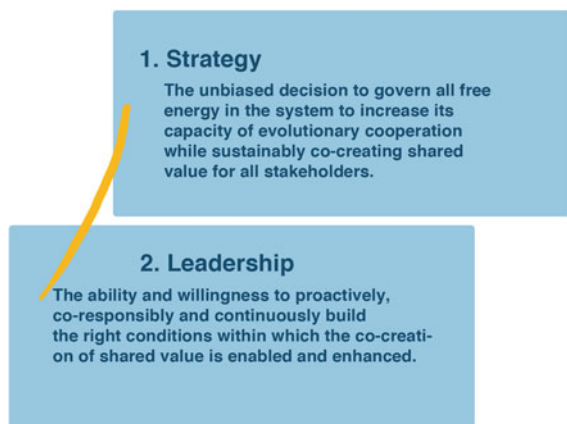 1. Strategy
The unbiased decision to govern all free
energy in the system to increase its
capacity of evolutionary cooperation
while sustainably co-creating shared
value for all stakeholders.
2. Leadership
The ability and willingness to proactively,
co-responsibly and continuously build
the right conditions within which the co-creati-
on of shared value is enabled and enhanced.